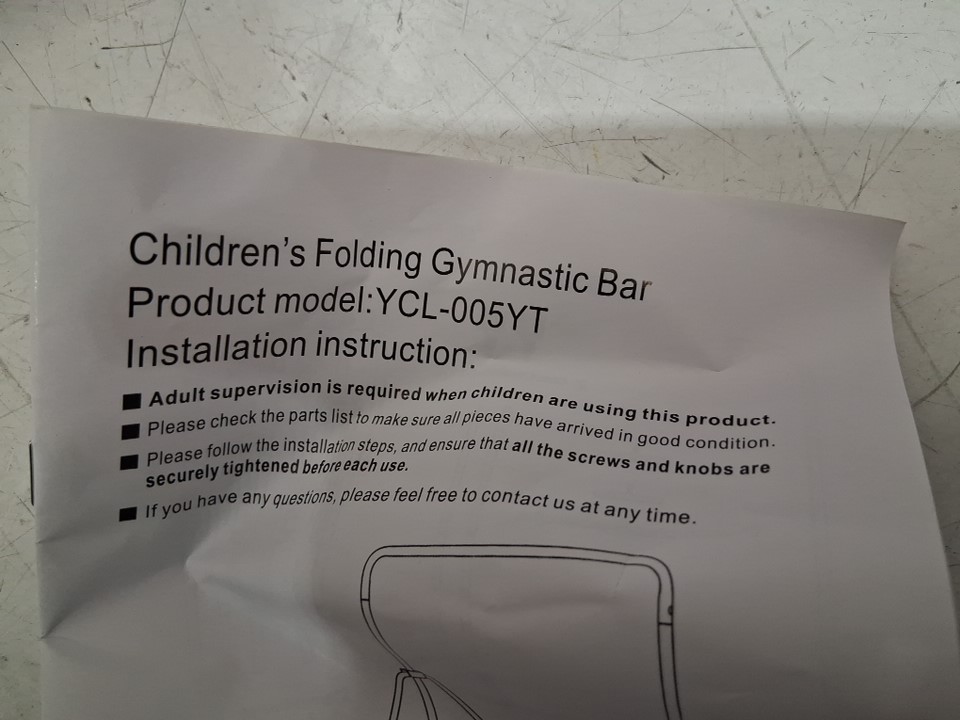 Children's Folding Gymnastic Bar
Product model:YCL-005YT
Installation instruction:
■ Adult supervision is required when children are using this product.
■ Please check the parts list to make sure all pieces have arrived in good condition.
■ Please follow the installation steps, and ensure that all the screws and knobs are
securely tightened before each use.
■ If you have any questions, please feel free to contact us at any time.